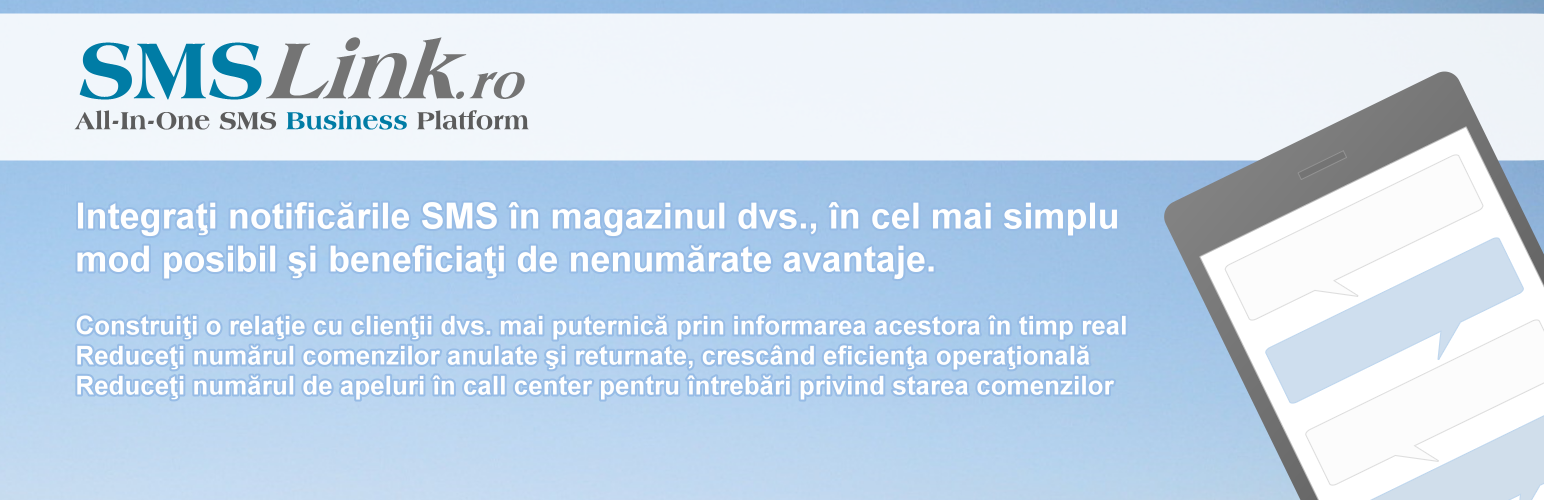 SMSLink.ro
All-In-One SMS Business Platform
Integraţi notificările SMS în magazinul dvs., în cel mai simplu
mod posibil şi beneficiaţi de nenumărate avantaje.
Construiţi o relaţie cu clienţii dvs. mai puternică prin informarea acestora în timp real
Reduceţi numărul comenzilor anulate şi returnate, crescând eficienţa operaţională
Reduceţi numărul de apeluri în call center pentru întrebări privind starea comenzilor